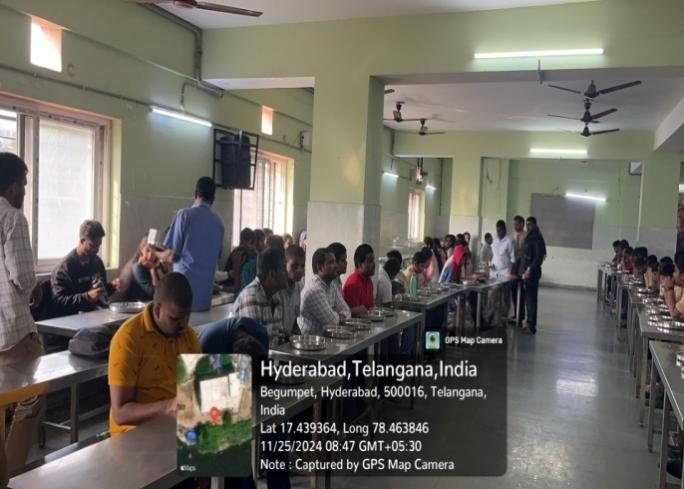 GPS Map Camera
Hyderabad,Telangana,India
Begumpet, Hyderabad, 500016, Telangana,
India
Lat 17.439364, Long 78.463846
11/25/2024 08:47 GMT+05:30
Note : Captured by GPS Map Camera